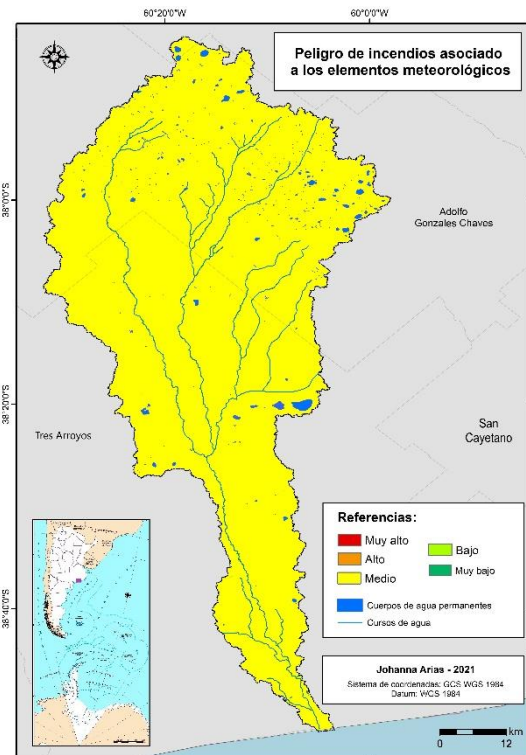 60°20'0"W
60°0'0"W
Peligro de incendios asociado
a los elementos meteorológicos
38°0'0"S
Adolfo
Gonzales Chaves
38°20'0"S
Tres Arroyos
San
Cayetano
Referencias:
Muy alto
Alto
Medio
Bajo
Muy bajo
Cuerpos de agua permanentes
Cursos de agua
38°40'0"S
Johanna Arias - 2021
Sistema de coordenadas: GCS WGS 1984
Datum: WGS 1984
km
0
12